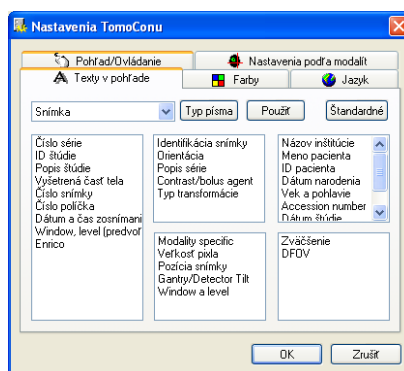 Nastavenia TomoConu
Pohľad/Ovládanie
Nastavenia podľa modalít
Texty v pohľade
Farby
Jazyk
Snímka
Typ písma
Použiť
Štandardné
Číslo série
ID štúdie
Popis štúdie
Vyšetrená časť tela
Číslo snímky
Číslo políčka
Dátum a čas zosnímani
Window, level (predvoľ
Enrico
Identifikácia snímky
Orientácia
Popis série
Contrast/bolus agent
Typ transformácie
Názov inštitúcie
Meno pacienta
ID pacienta
Dátum narodenia
Vek a pohlavie
Accession number
Dátum štúdie
Modality specific
Veľkosť pixla
Pozícia snímky
Gantry/Detector Tilt
Window a level
Zväčšenie
DFOV
OK
Zrušiť